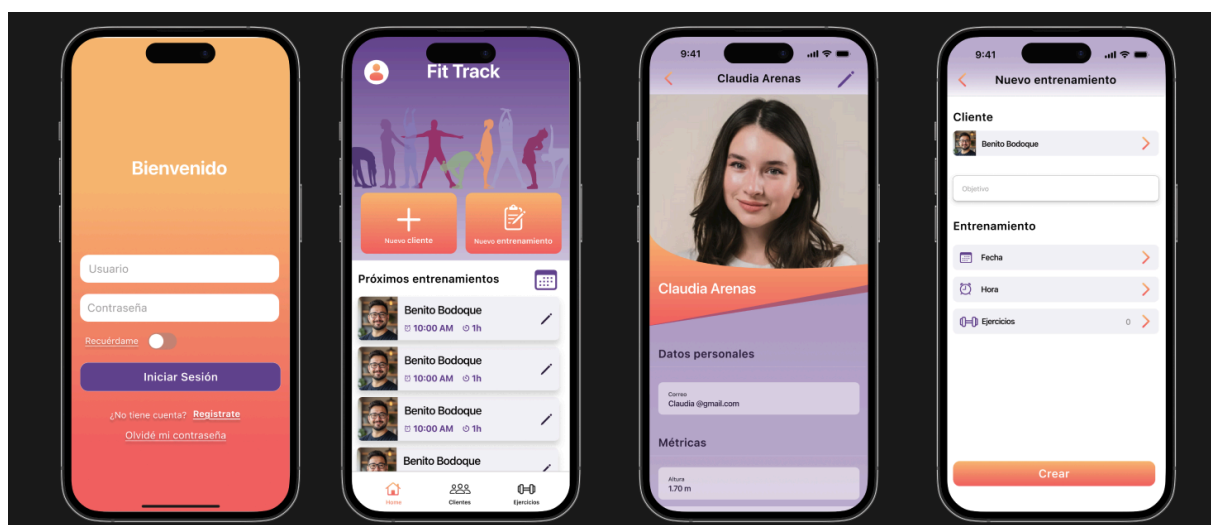 Bienvenido
Usuario
Contraseña
Recuérdame
Iniciar Sesión
¿No tiene cuenta? Registrate
Olvidé mi contraseña
Fit Track
Nuevo cliente
Nuevo entrenamiento
Próximos entrenamientos
Benito Bodoque
10:00 AM 1h
Benito Bodoque
10:00 AM 1h
Benito Bodoque
10:00 AM 1h
Benito Bodoque
Home
Clientes
Ejercicios
9:41
Claudia Arenas
Claudia Arenas
Datos personales
Correo
Claudia @gmail.com
Métricas
Altura
1.70 m
9:41
Nuevo entrenamiento
Cliente
Benito Bodoque
Objetivo
Entrenamiento
Fecha
Hora
Ejercicios 0
Crear